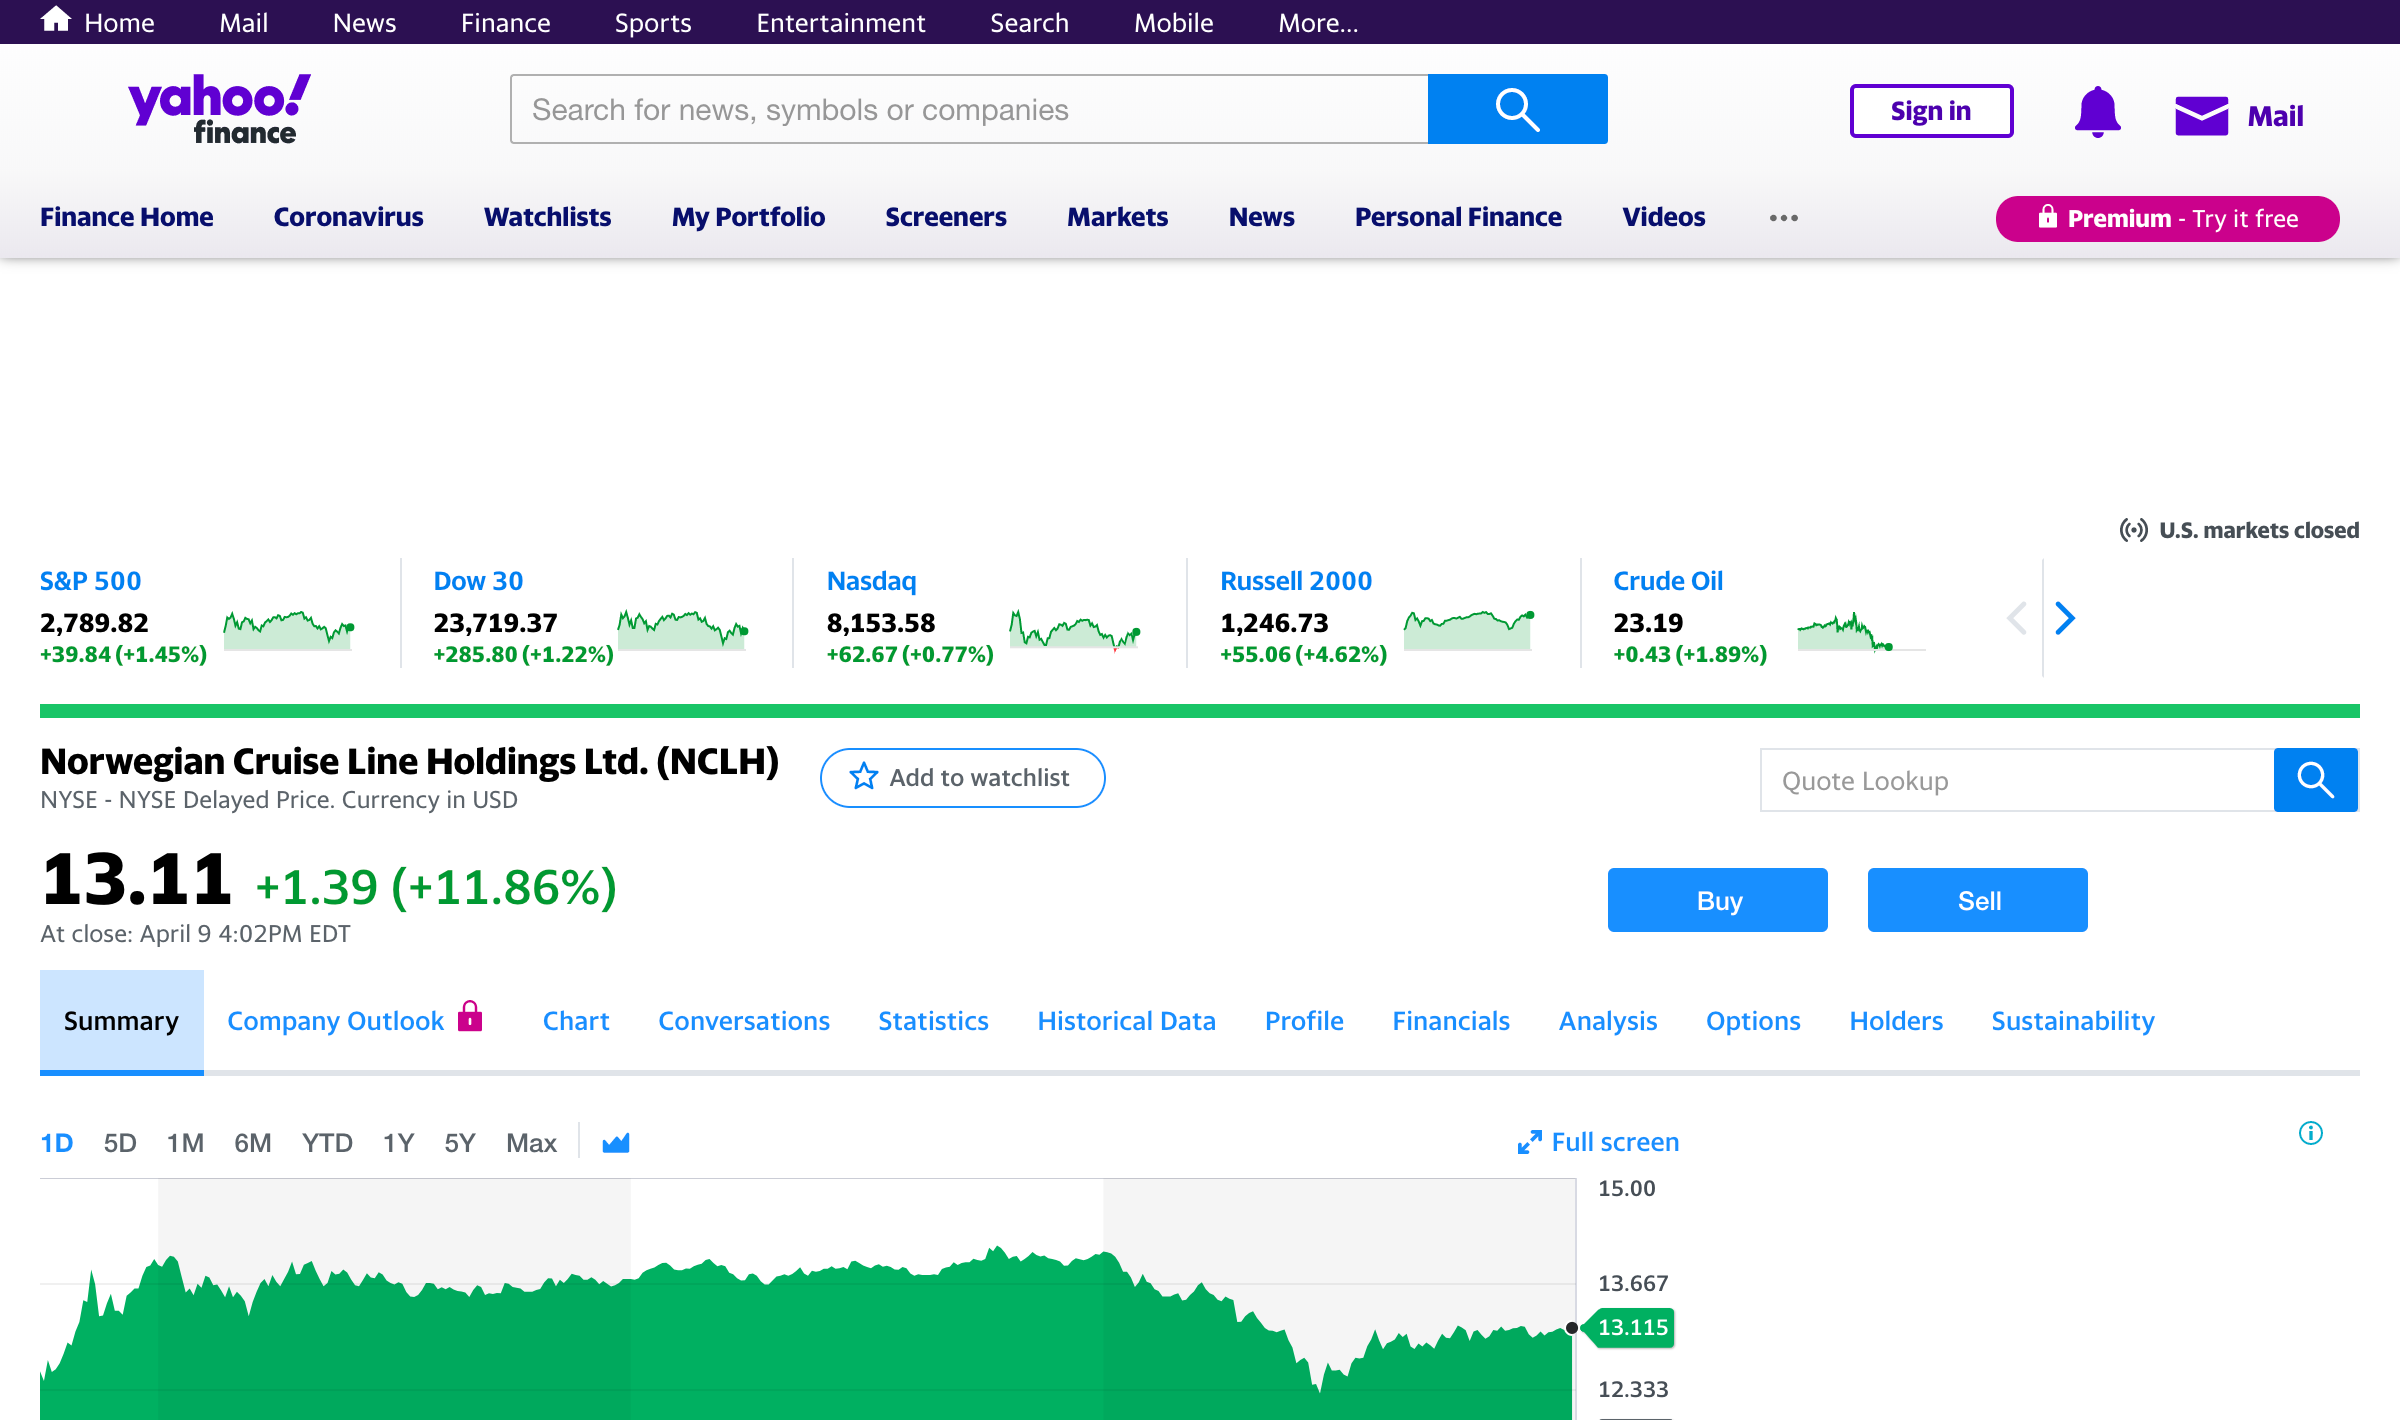 Home Mail News Finance Sports Entertainment Search Mobile More...
yahoo!
finance
Search for news, symbols or companies
Sign in
Mail
Finance Home Coronavirus Watchlists My Portfolio Screeners Markets News Personal Finance Videos
Premium - Try it free
U.S. markets closed
S&P 500
2,789.82
+39.84 (+1.45%)
Dow 30
23,719.37
+285.80 (+1.22%)
Nasdaq
8,153.58
+62.67 (+0.77%)
Russell 2000
1,246.73
+55.06 (+4.62%)
Crude Oil
23.19
+0.43 (+1.89%)
Norwegian Cruise Line Holdings Ltd. (NCLH)
NYSE - NYSE Delayed Price. Currency in USD
Add to watchlist
Quote Lookup
13.11 +1.39 (+11.86%)
At close: April 9 4:02PM EDT
Buy
Sell
Summary Company Outlook Chart Conversations Statistics Historical Data Profile Financials Analysis Options Holders Sustainability
1D 5D 1M 6M YTD 1Y 5Y Max
Full screen
15.00
13.667
13.115
12.333